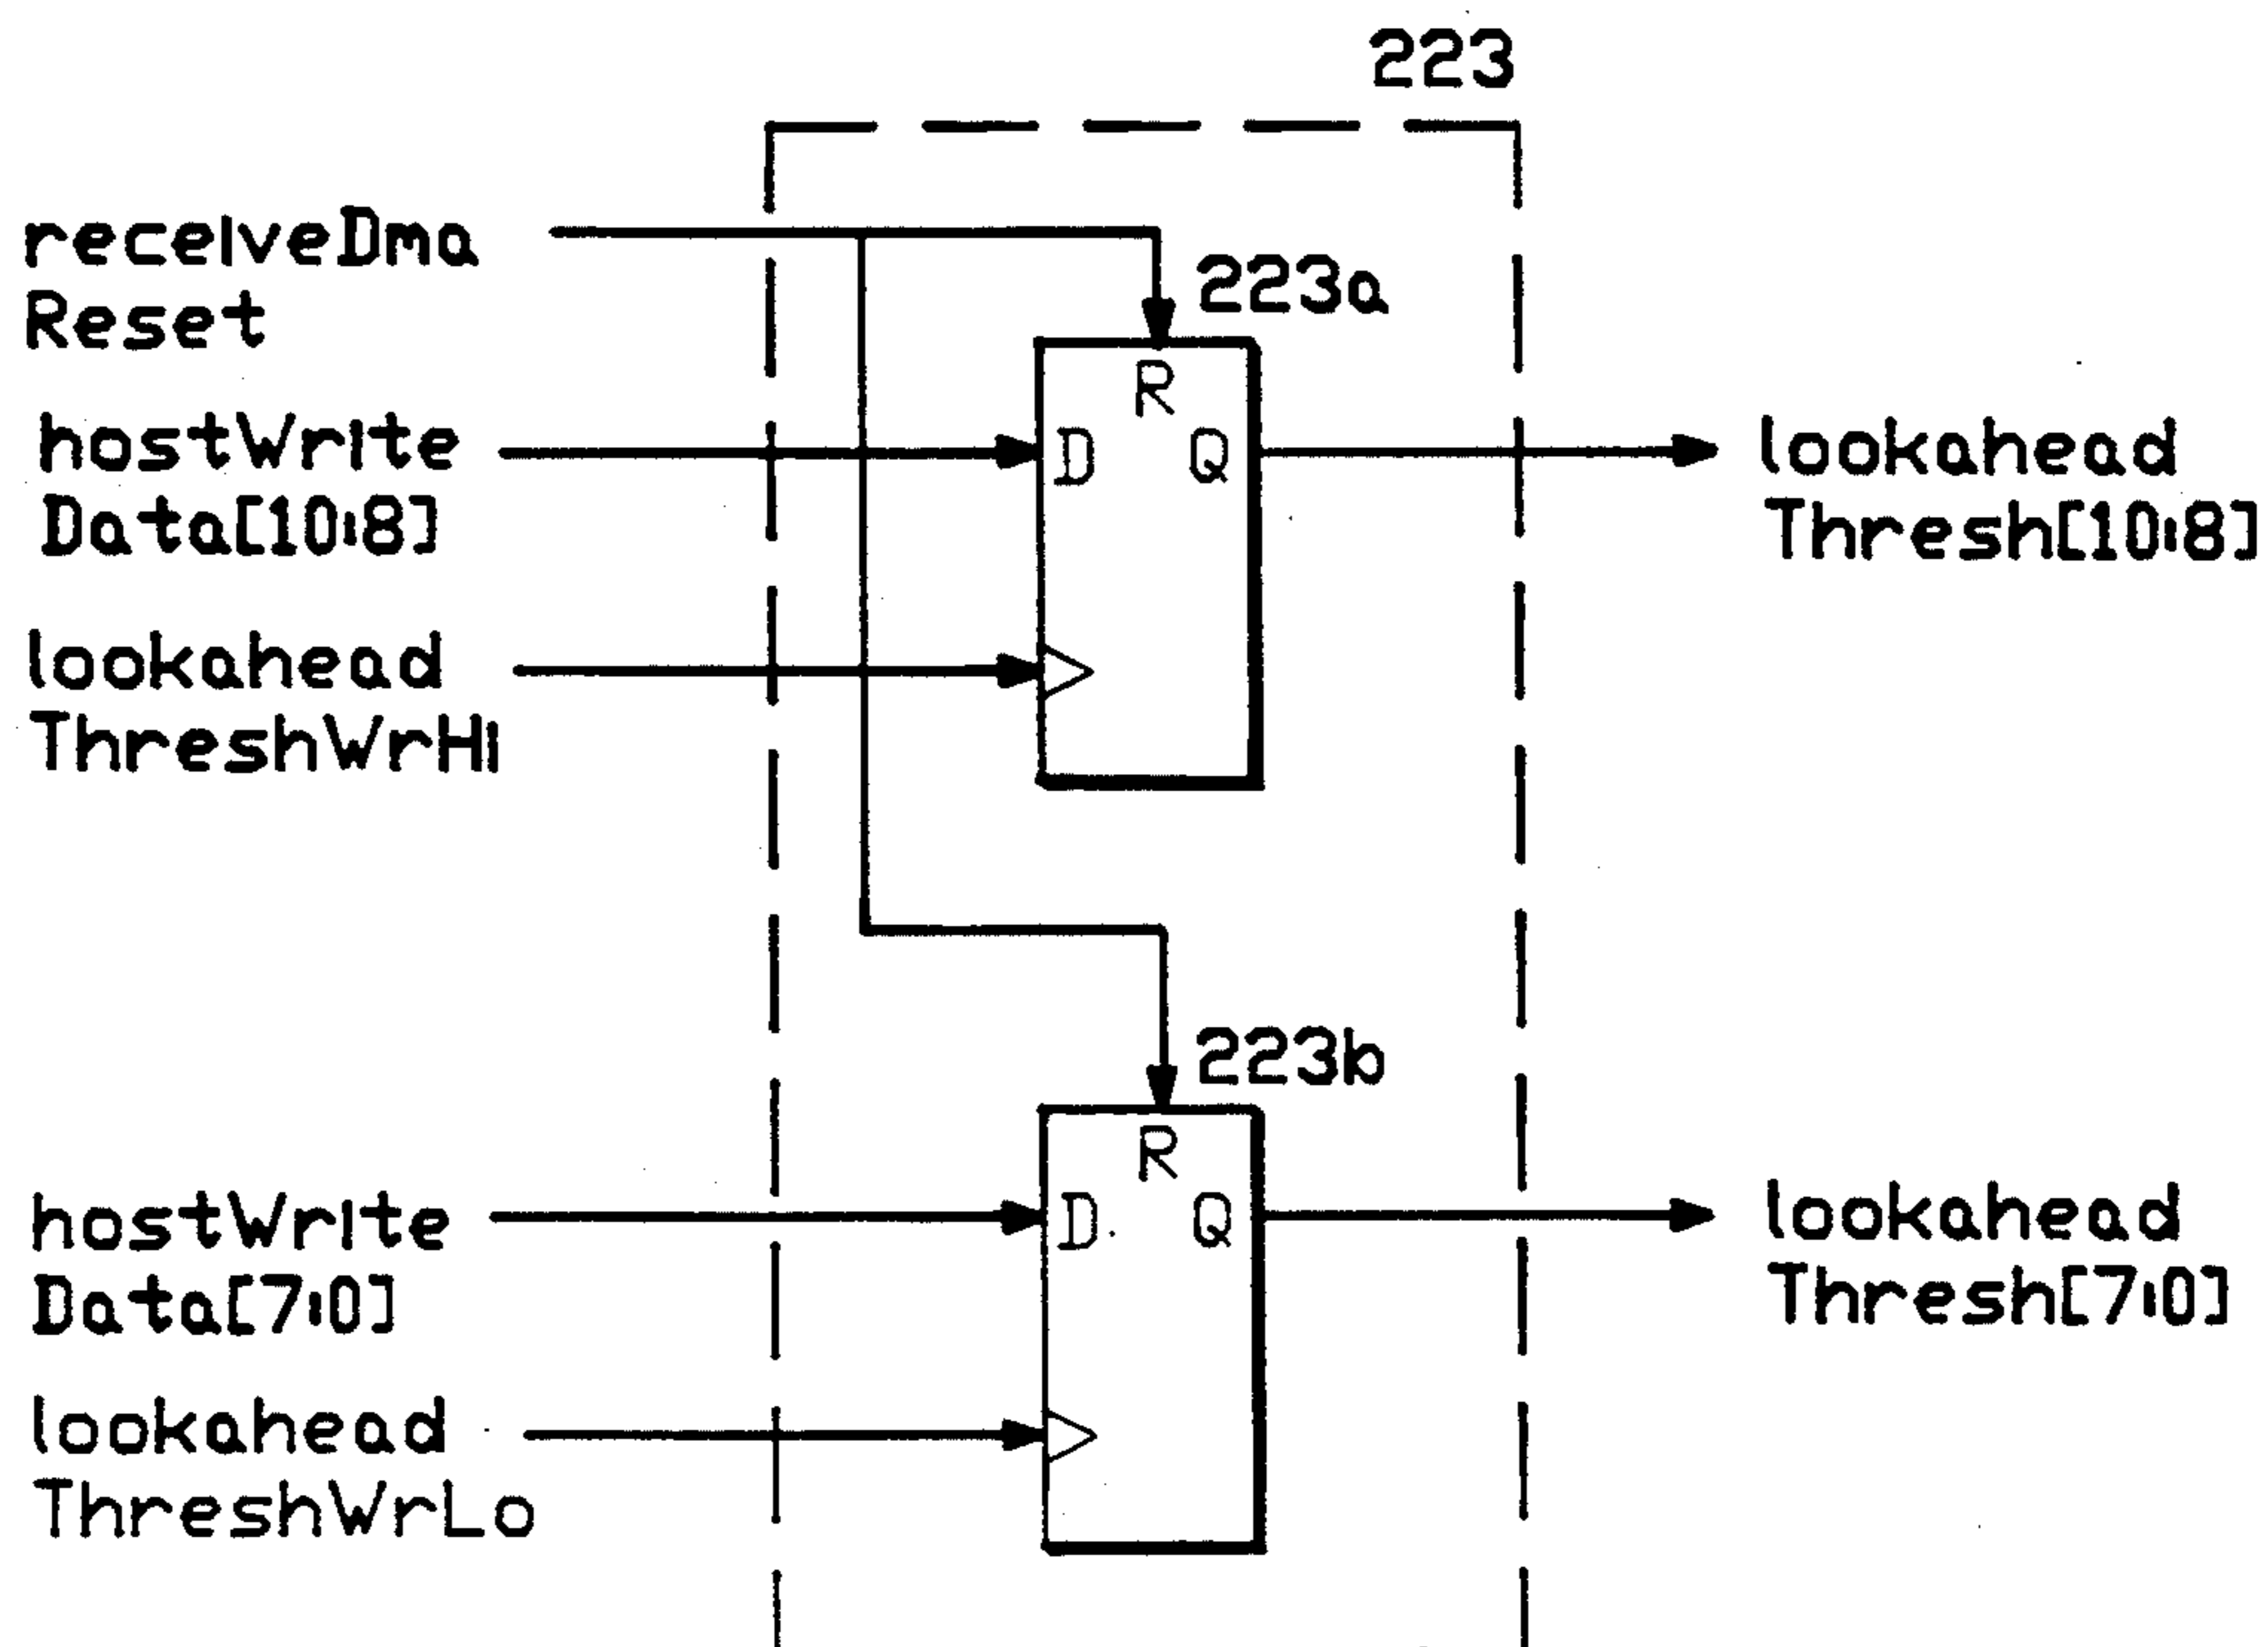 223
receiveDma
Reset
223a
R
hostWrite
Data[10:8]
D
Q
lookahead
Thresh[10:8]
lookahead
ThreshWrHi
223b
R
hostWrite
Data[7:0]
D
Q
lookahead
Thresh[7:0]
lookahead
ThreshWrLo